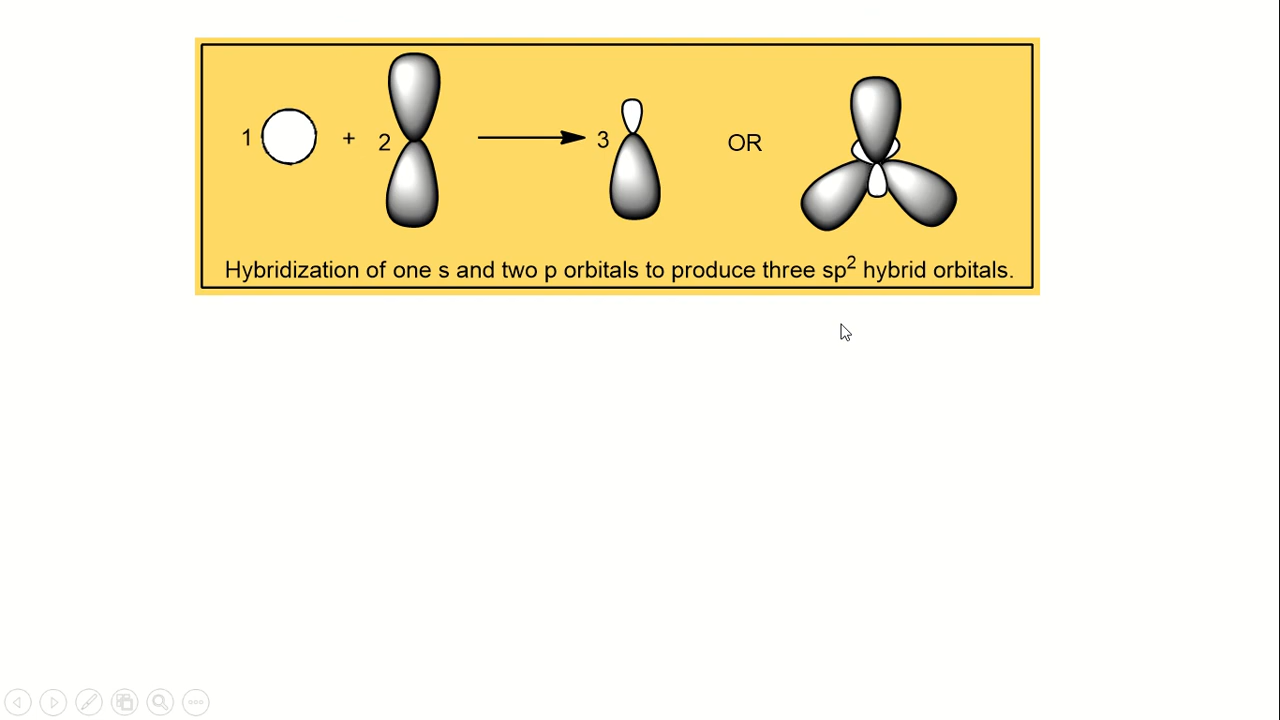 1 + 2 3 OR
Hybridization of one s and two p orbitals to produce three sp² hybrid orbitals.